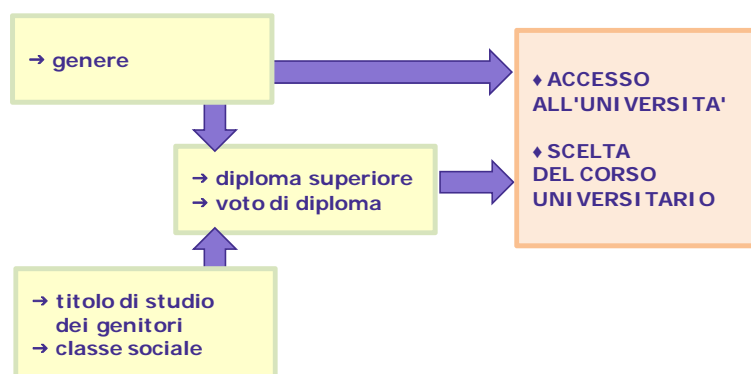 → genere
→ diploma superiore
→ voto di diploma
→ titolo di studio
dei genitori
→ classe sociale
♦ ACCESSO
ALL'UNIVERSITA'
♦ SCELTA
DEL CORSO
UNIVERSITARIO